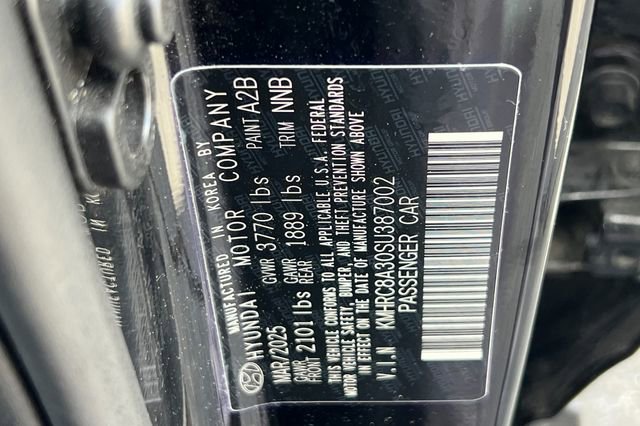 MANUFACTURED IN KOREA BY
HYUNDAI MOTOR COMPANY
MAR/2025 GVWR 3770 lbs PAINT A2B
GAWR FRONT 2101 lbs GAWR REAR 1889 lbs TRIM NNB
THIS VEHICLE CONFORMS TO ALL APPLICABLE U.S.A. FEDERAL
MOTOR VEHICLE SAFETY, BUMPER, AND THEFT PREVENTION STANDARDS
IN EFFECT ON THE DATE OF MANUFACTURE SHOWN ABOVE
V.I.N KMHRC8A30SU387002
PASSENGER CAR